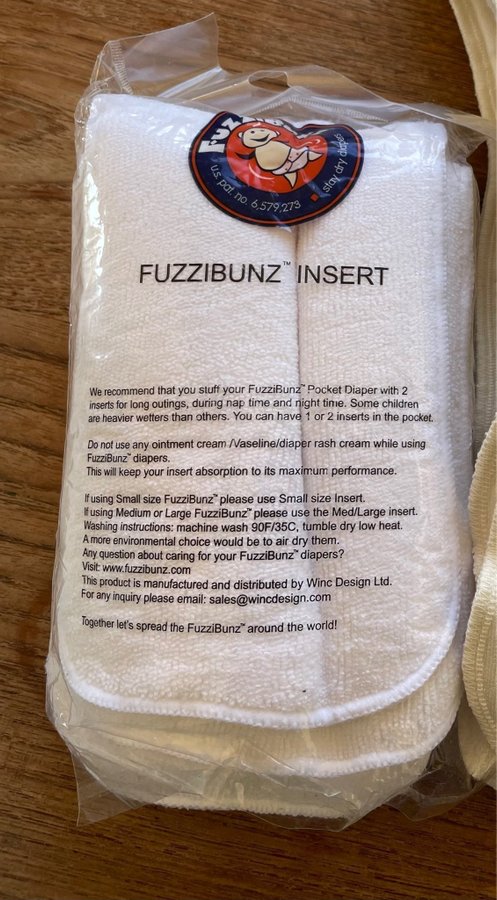 FuzziBunz
u.s. pat. no. 6,579,273
stay dry diaper
FUZZIBUNZ™ INSERT
We recommend that you stuff your FuzziBunz™ Pocket Diaper with 2
inserts for long outings, during nap time and night time. Some children
are heavier wetters than others. You can have 1 or 2 inserts in the pocket.
Do not use any ointment cream /Vaseline/diaper rash cream while using
FuzziBunz™ diapers.
This will keep your insert absorption to its maximum performance.
If using Small size FuzziBunz™ please use Small size Insert.
If using Medium or Large FuzziBunz™ please use the Med/Large insert.
Washing instructions: machine wash 90F/35C, tumble dry low heat.
A more environmental choice would be to air dry them.
Any question about caring for your FuzziBunz™ diapers?
Visit: www.fuzzibunz.com
This product is manufactured and distributed by Winc Design Ltd.
For any inquiry please email: sales@wincdesign.com
Together let's spread the FuzziBunz™ around the world!